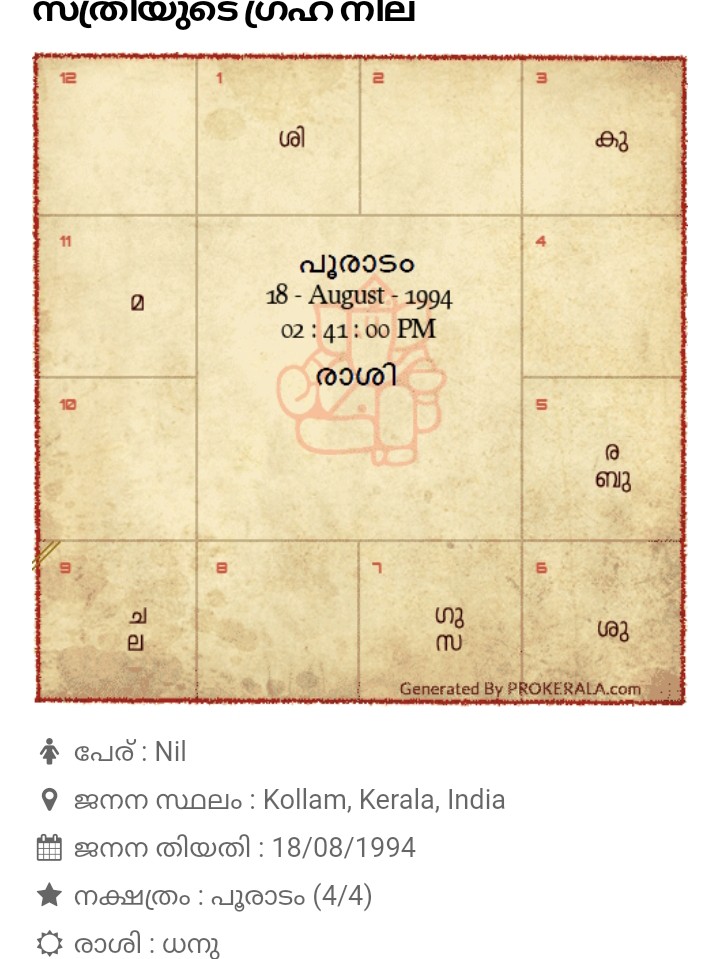 സ്ത്രീയുടെ ഗ്രഹ നില
12
1
ശി
2
3
കു
11
മ
പൂരാടം
18 - August - 1994
02 : 41 : 00 PM
രാശി
4
10
5
ര
ബു
9
ച
ല
8
7
ഗു
സ
6
ശു
Generated By PROKERALA.com
പേര് : Nil
ജനന സ്ഥലം : Kollam, Kerala, India
ജനന തിയതി : 18/08/1994
നക്ഷത്രം : പൂരാടം (4/4)
രാശി : ധനു